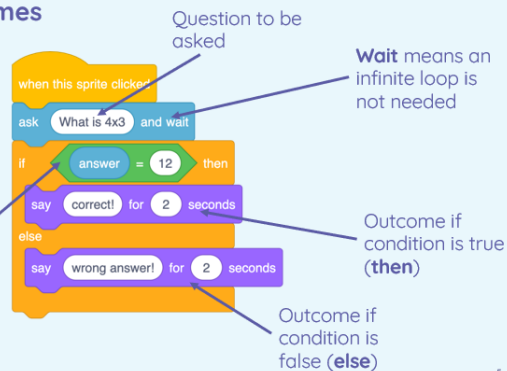 Question to be
asked
Wait means an
infinite loop is
not needed
when this sprite clicked
ask What is 4x3 and wait
if answer = 12 then
say correct! for 2 seconds
else
say wrong answer! for 2 seconds
Outcome if
condition is true
(then)
Outcome if
condition is
false (else)